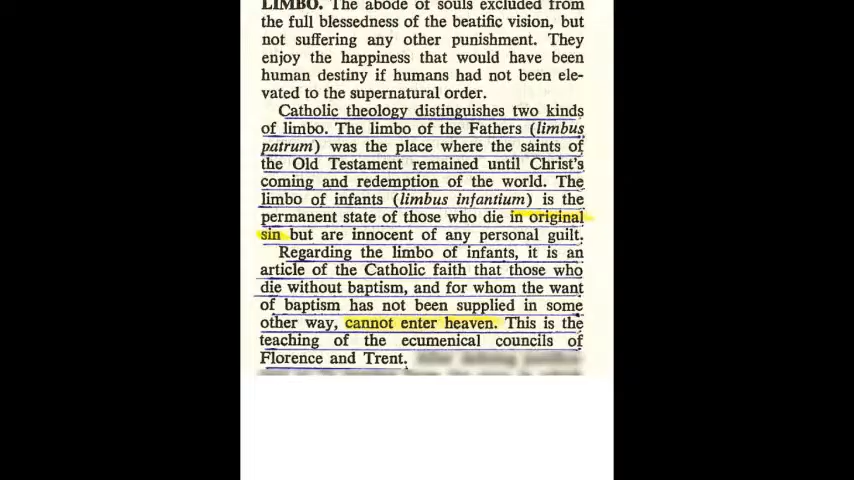 LIMBO. The abode of souls excluded from
the full blessedness of the beatific vision, but
not suffering any other punishment. They
enjoy the happiness that would have been
human destiny if humans had not been ele-
vated to the supernatural order.
Catholic theology distinguishes two kinds
of limbo. The limbo of the Fathers (limbus
patrum) was the place where the saints of
the Old Testament remained until Christ's
coming and redemption of the world. The
limbo of infants (limbus infantium) is the
permanent state of those who die in original
sin but are innocent of any personal guilt.
Regarding the limbo of infants, it is an
article of the Catholic faith that those who
die without baptism, and for whom the want
of baptism has not been supplied in some
other way, cannot enter heaven. This is the
teaching of the ecumenical councils of
Florence and Trent.